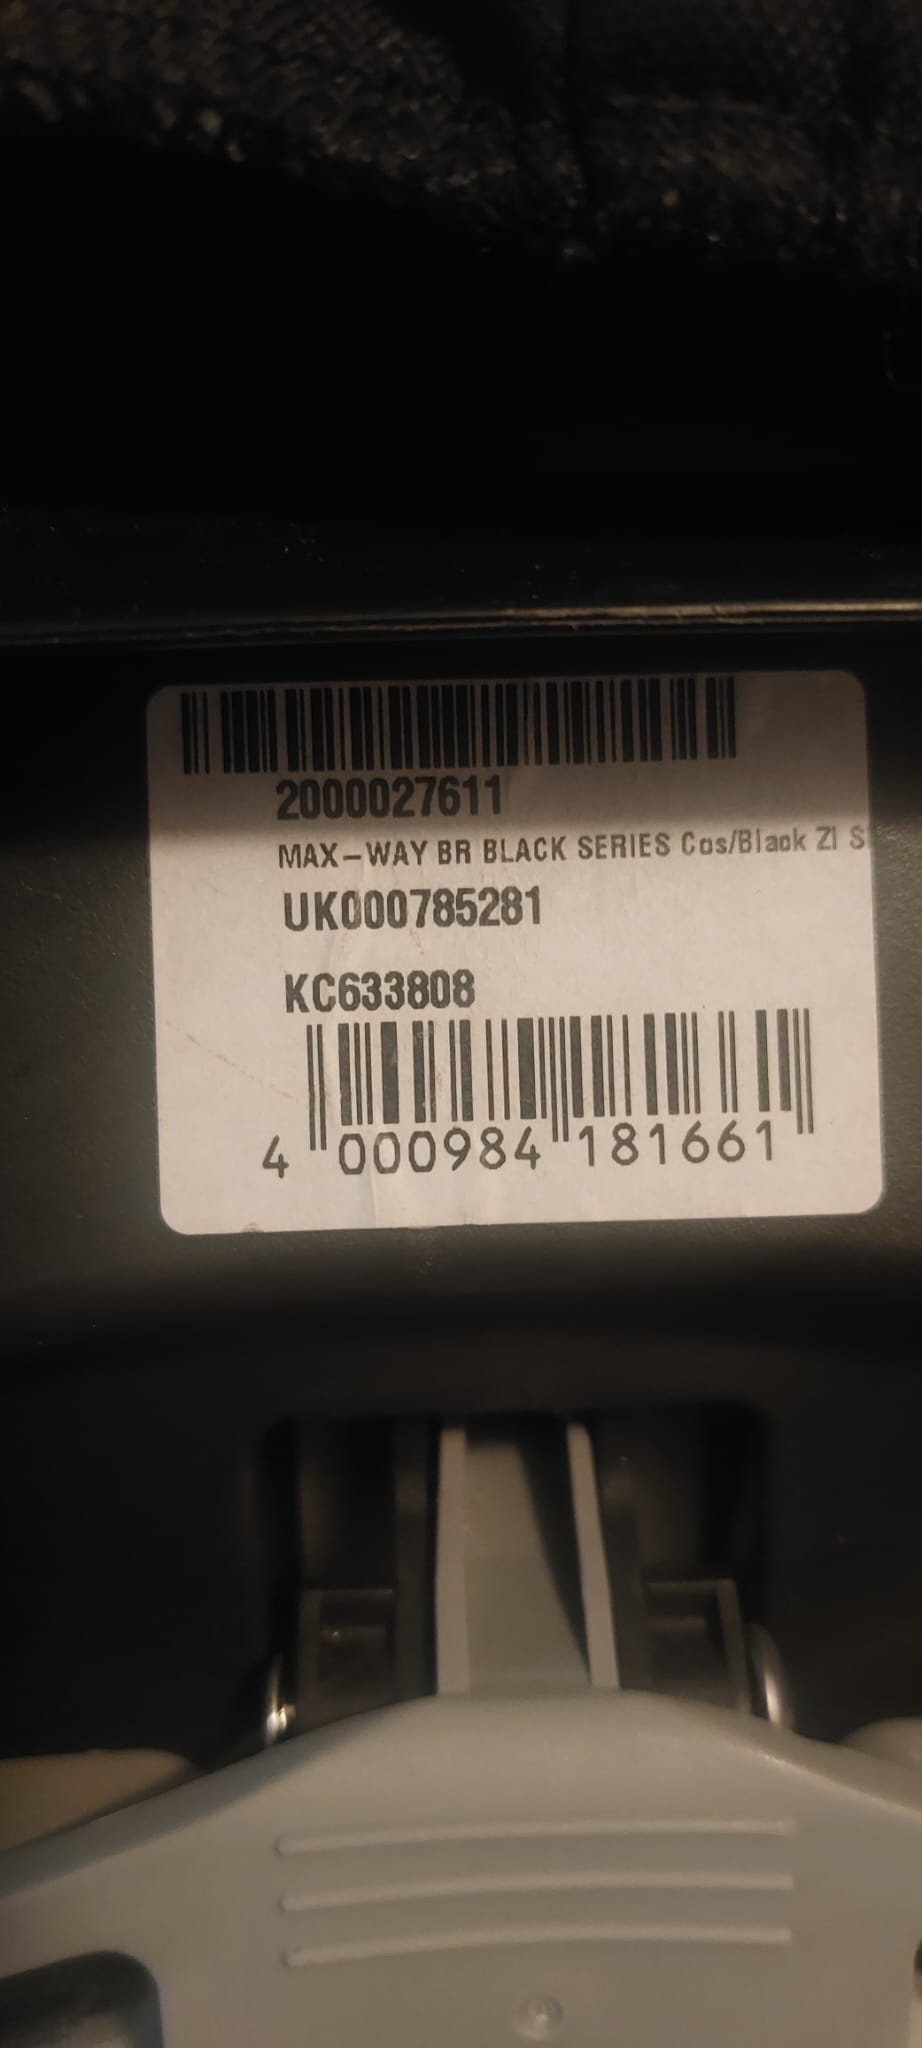 2000027611
MAX-WAY BR BLACK SERIES Cos/Black ZI S
UK000785281
KC633808
4 000984 181661